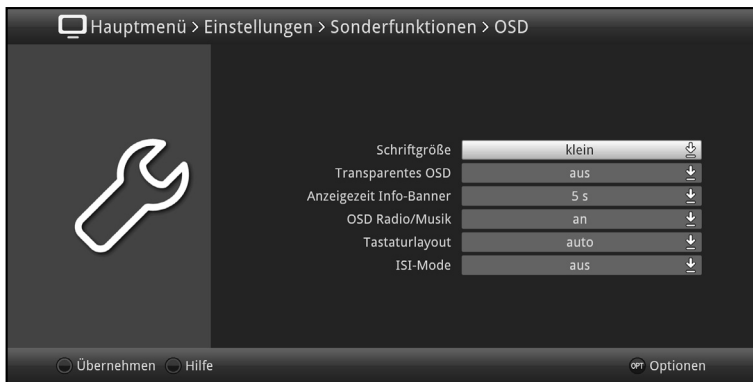 Hauptmenü > Einstellungen > Sonderfunktionen > OSD
Schriftgröße klein
Transparentes OSD aus
Anzeigezeit Info-Banner 5 s
OSD Radio/Musik an
Tastaturlayout auto
ISI-Mode aus
Übernehmen Hilfe OPT Optionen